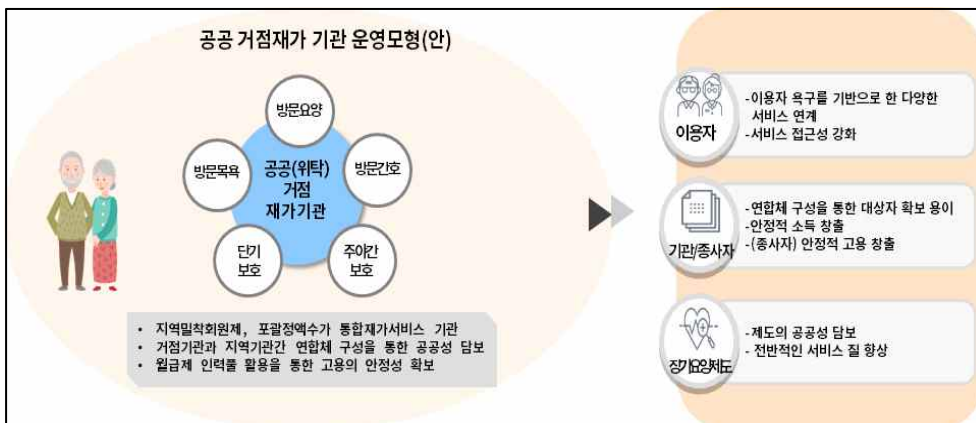 공공 거점재가 기관 운영모형(안)
방문요양
방문목욕
공공(위탁)
거점
재가기관
방문간호
단기
보호
주야간
보호
• 지역밀착회원제, 포괄정액수가 통합재가서비스 기관
• 거점기관과 지역기관간 연합체 구성을 통한 공공성 담보
• 월급제 인력풀 활용을 통한 고용의 안정성 확보
이용자
-이용자 욕구를 기반으로 한 다양한
서비스 연계
-서비스 접근성 강화
기관/종사자
-연합체 구성을 통한 대상자 확보 용이
-안정적 소득 창출
-(종사자) 안정적 고용 창출
장기요양제도
-제도의 공공성 담보
- 전반적인 서비스 질 향상